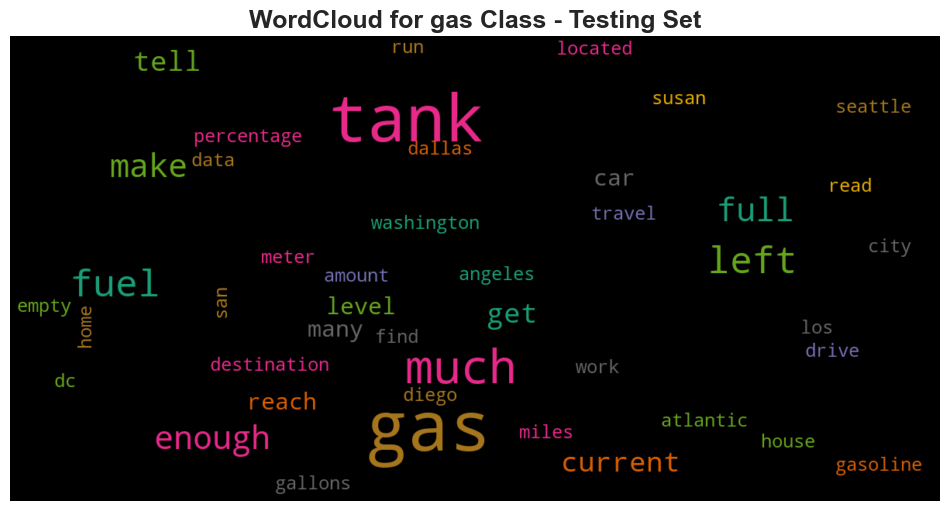 WordCloud for gas Class - Testing Set
run
located
tell
tank
susan
seattle
percentage
dallas
make
data
car
read
travel
full
washington
city
meter
left
fuel
amount
angeles
empty
san
level
get
home
many
find
los
drive
destination
much
work
dc
reach
diego
gas
atlantic
enough
miles
house
current
gasoline
gallons